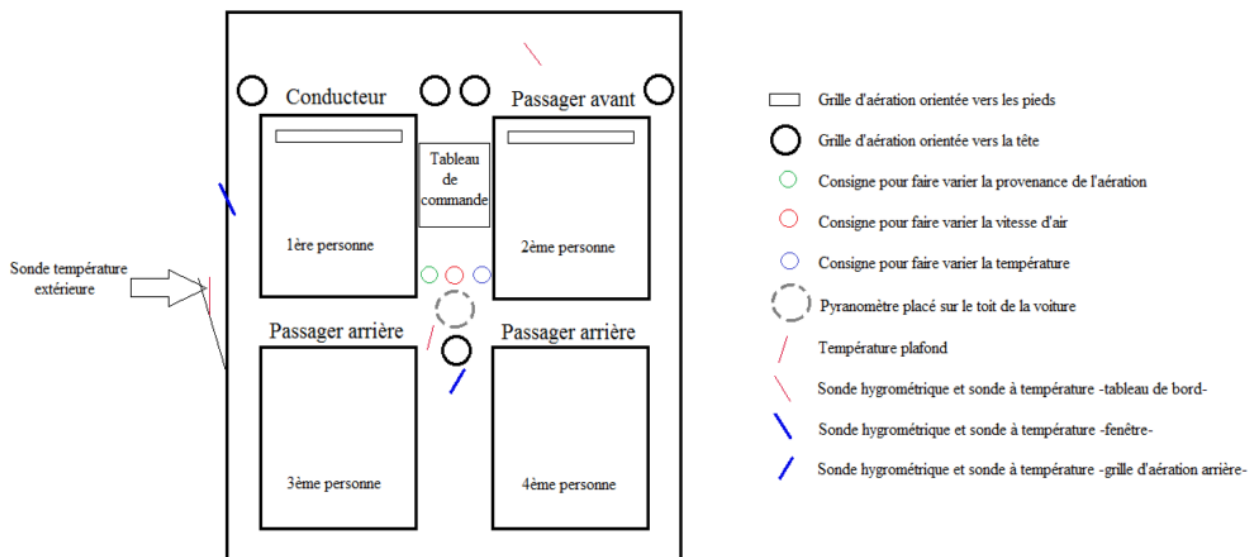 Conducteur
Passager avant
Tableau
de
commande
1ère personne
2ème personne
Sonde température
extérieure
Passager arrière
Passager arrière
3ème personne
4ème personne
Grille d'aération orientée vers les pieds
Grille d'aération orientée vers la tête
Consigne pour faire varier la provenance de l'aération
Consigne pour faire varier la vitesse d'air
Consigne pour faire varier la température
Pyranomètre placé sur le toit de la voiture
Température plafond
Sonde hygrométrique et sonde à température -tableau de bord-
Sonde hygrométrique et sonde à température -fenêtre-
Sonde hygrométrique et sonde à température -grille d'aération arrière-